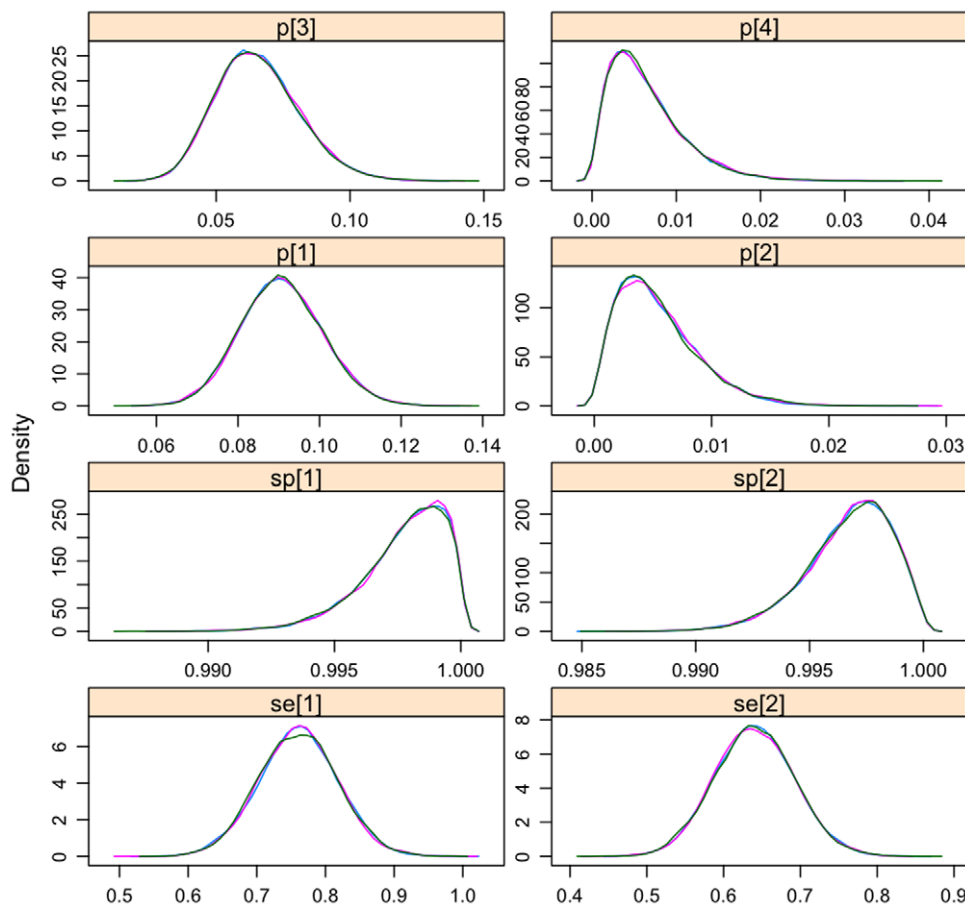 p[3] p[4]
0 5 10 15 20 25
0 20 40 60 80
0.05 0.10 0.15
0.00 0.01 0.02 0.03 0.04
p[1] p[2]
0 10 20 30 40
0 50 100
0.06 0.08 0.10 0.12 0.14
0.00 0.01 0.02 0.03
Density
sp[1] sp[2]
0 50 150 250
0 50 100 200
0.990 0.995 1.000
0.985 0.990 0.995 1.000
se[1] se[2]
0 2 4 6
0 2 4 6 8
0.5 0.6 0.7 0.8 0.9 1.0
0.4 0.5 0.6 0.7 0.8 0.9